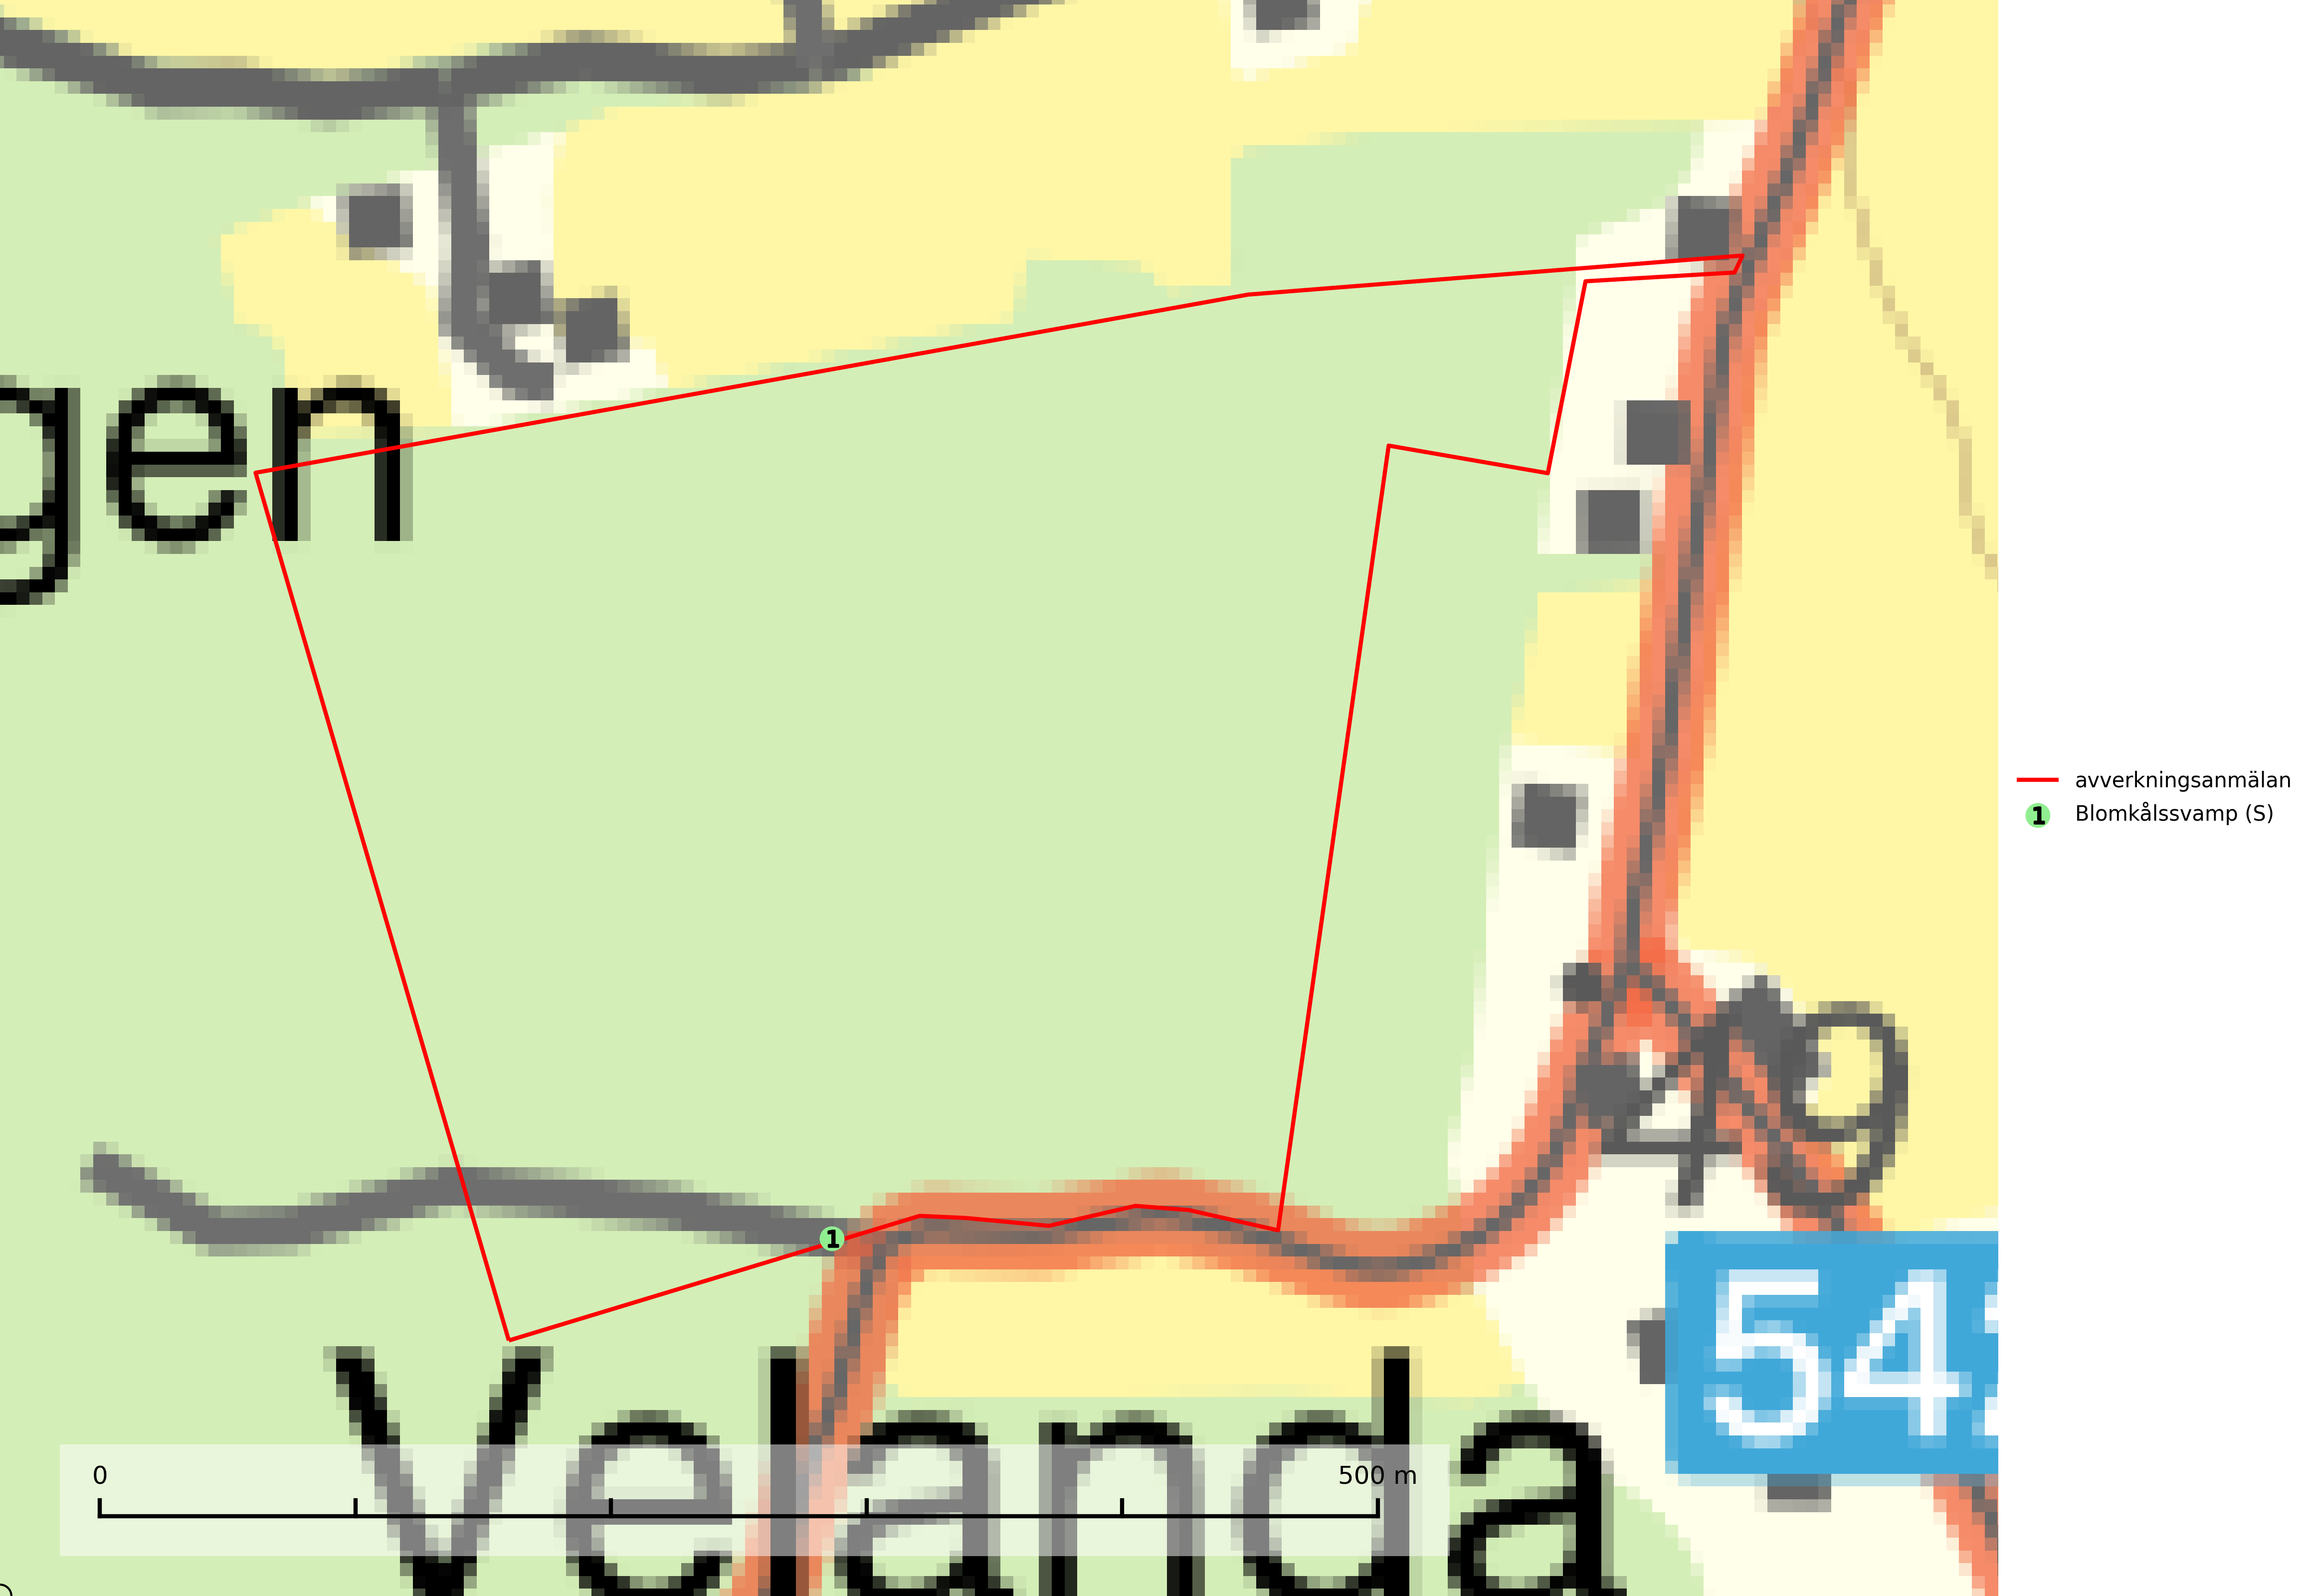 gen
avverkningsanmälan
1 Blomkålssvamp (S)
49
1
54
Velanda
0 500 m